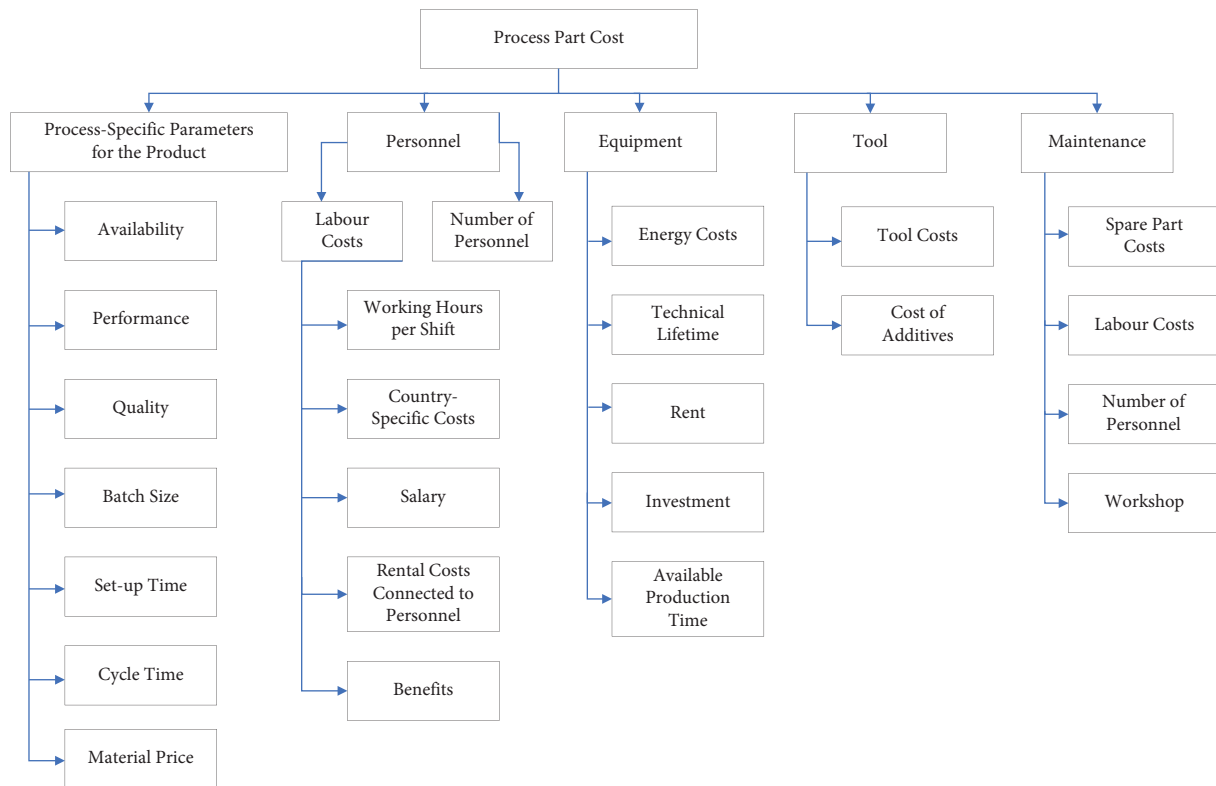 Process Part Cost
Process-Specific Parameters
for the Product
Personnel
Equipment
Tool
Maintenance
Availability
Performance
Quality
Batch Size
Set-up Time
Cycle Time
Material Price
Labour
Costs
Number of
Personnel
Working Hours
per Shift
Country-
Specific Costs
Salary
Rental Costs
Connected to
Personnel
Benefits
Energy Costs
Technical
Lifetime
Rent
Investment
Available
Production
Time
Tool Costs
Cost of
Additives
Spare Part
Costs
Labour Costs
Number of
Personnel
Workshop